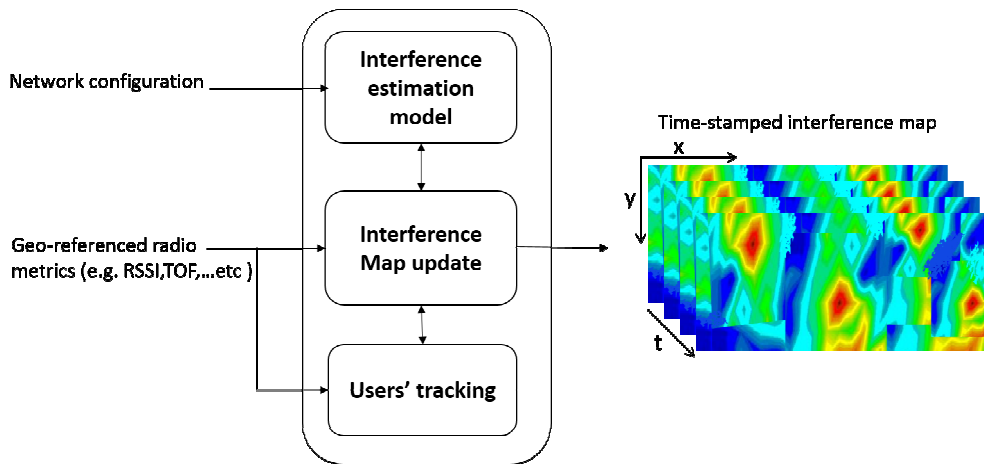 Network configuration
Interference
estimation
model
Time-stamped interference map
x
y
t
Geo-referenced radio
metrics (e.g. RSSI,TOF,...etc )
Interference
Map update
Users' tracking